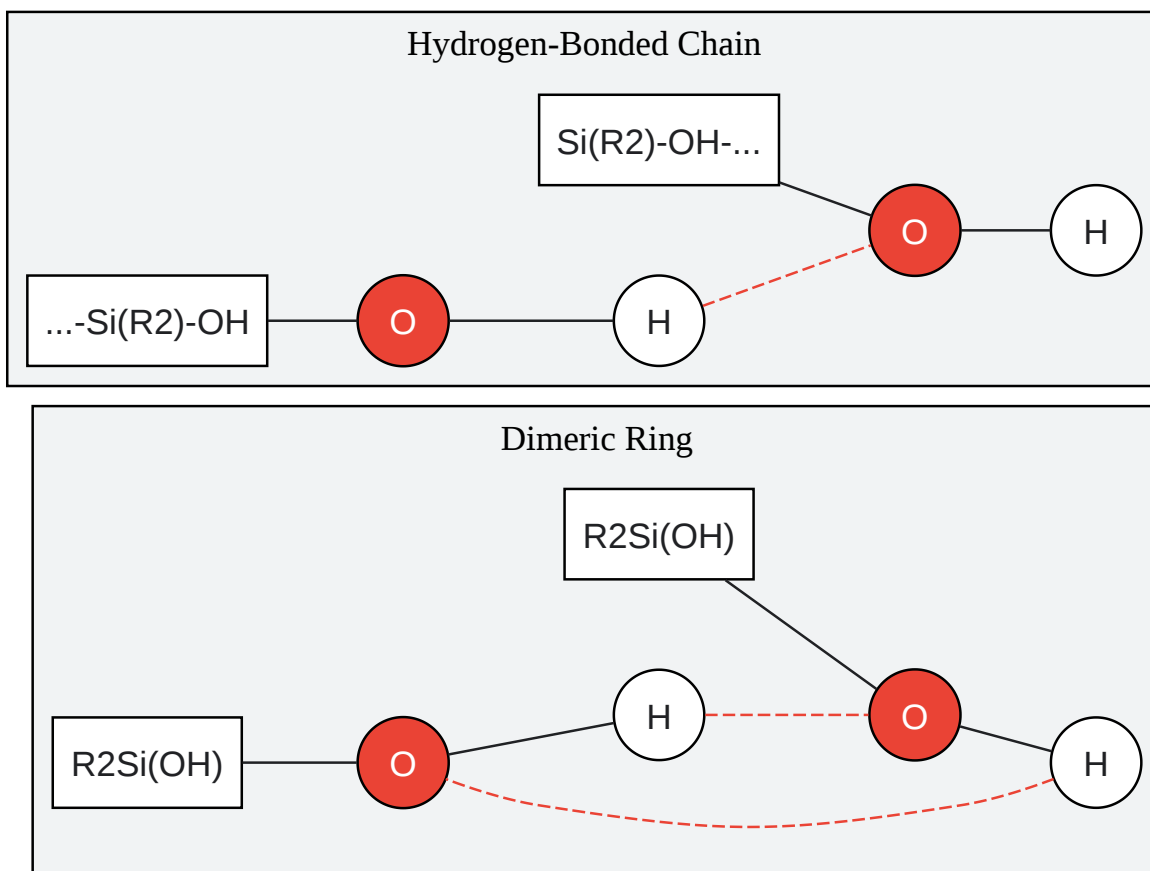 Hydrogen-Bonded Chain
Si(R2)-OH-...
O
H
...-Si(R2)-OH
O
H
Dimeric Ring
R2Si(OH)
H
O
R2Si(OH)
O
H